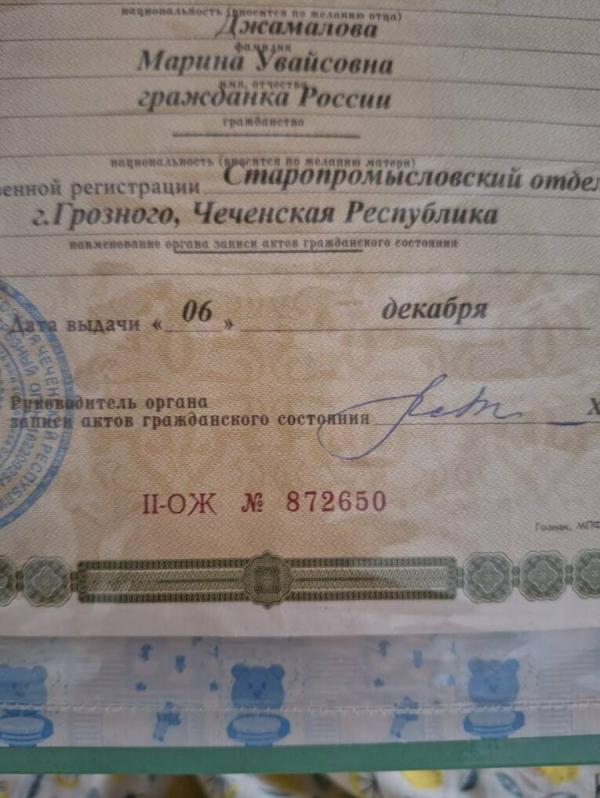 национальность (вносится по желанию отца)
Джамалова
фамилия
Марина Увайсовна
имя, отчество
гражданка России
гражданство
национальность (вносится по желанию матери)
енной регистрации Старопромысловский отдел
г.Грозного, Чеченская Республика
наименование органа записи актов гражданского состояния
Дата выдачи « 06 » декабря
Руководитель органа
записи актов гражданского состояния Х
II-ОЖ № 872650
Гознак, МПФ